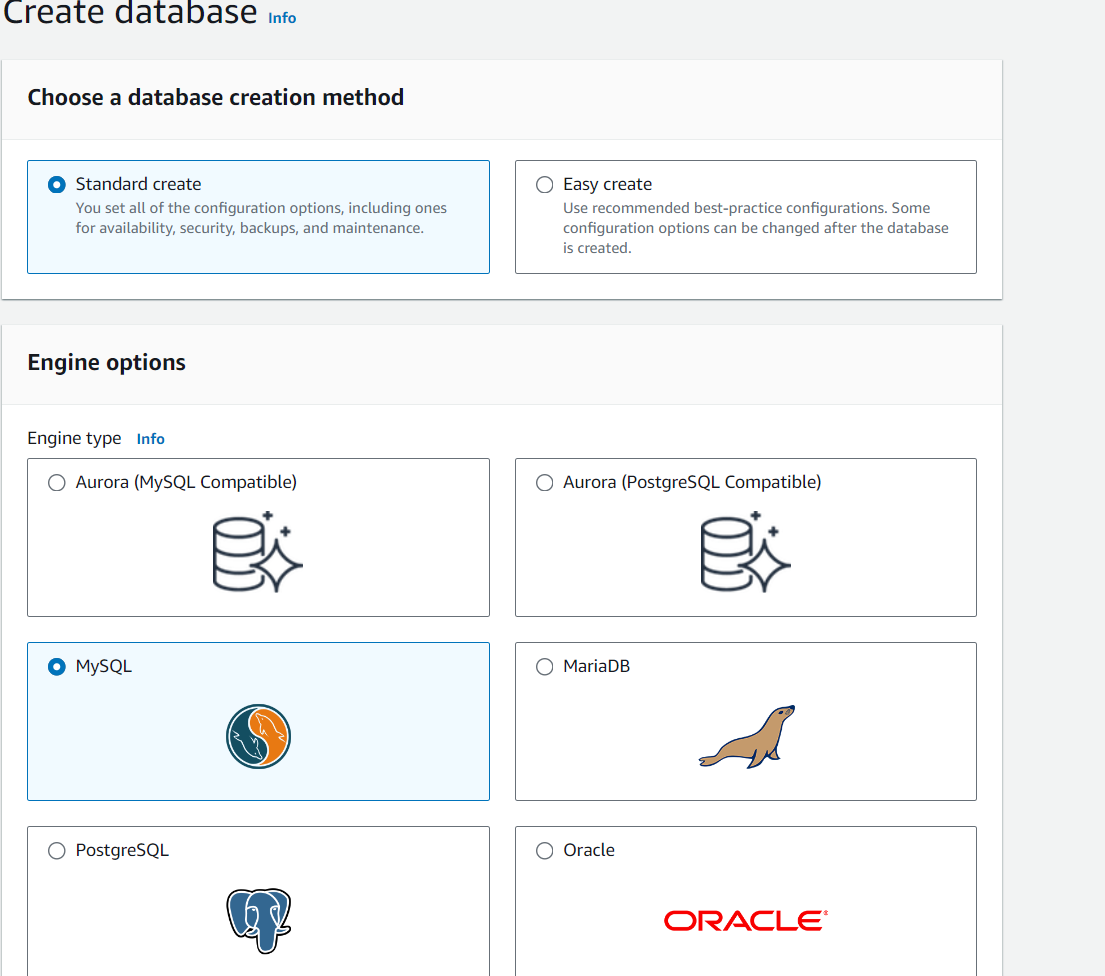 Create database Info
Choose a database creation method
Standard create
You set all of the configuration options, including ones
for availability, security, backups, and maintenance.
Easy create
Use recommended best-practice configurations. Some
configuration options can be changed after the database
is created.
Engine options
Engine type Info
Aurora (MySQL Compatible)
Aurora (PostgreSQL Compatible)
MySQL
MariaDB
PostgreSQL
Oracle
ORACLE®